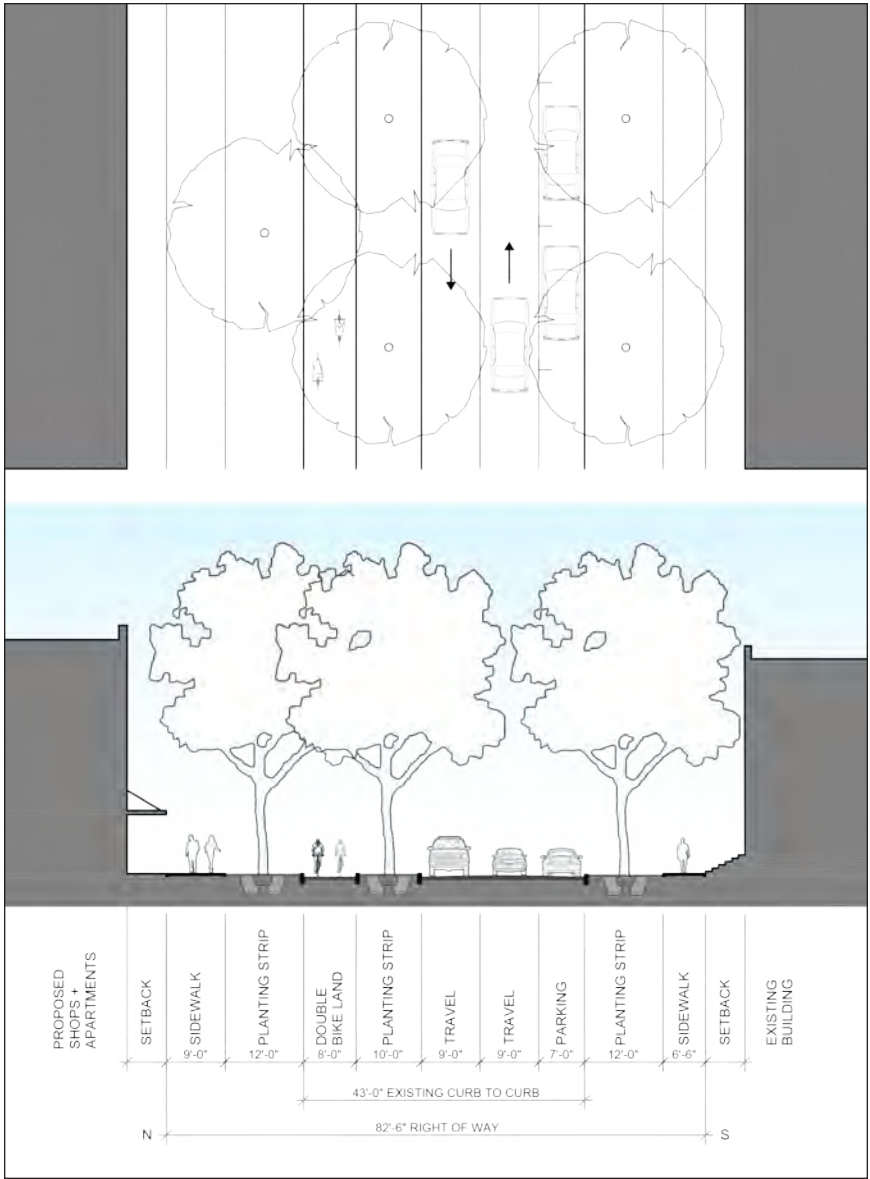 PROPOSED
SHOPS +
APARTMENTS
SETBACK
SIDEWALK
9'-0"
PLANTING STRIP
12'-0"
DOUBLE
BIKE LAND
8'-0"
PLANTING STRIP
10'-0"
TRAVEL
9'-0"
TRAVEL
9'-0"
PARKING
7'-0"
PLANTING STRIP
12'-0"
SIDEWALK
6'-6"
SETBACK
EXISTING
BUILDING
43'-0" EXISTING CURB TO CURB
N
82'-6" RIGHT OF WAY
S